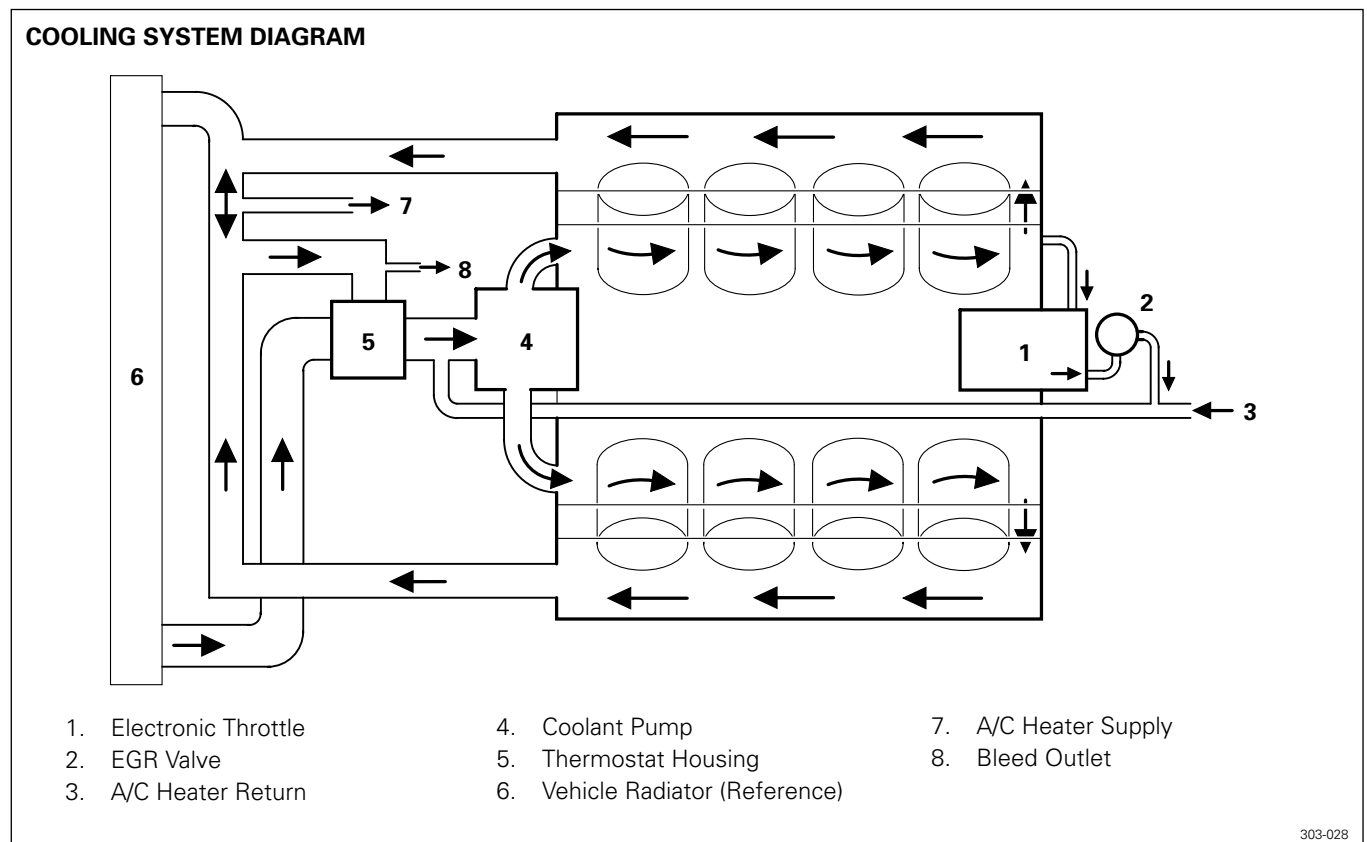 COOLING SYSTEM DIAGRAM
7
8
2
5
4
1
6
3
1. Electronic Throttle
2. EGR Valve
3. A/C Heater Return
4. Coolant Pump
5. Thermostat Housing
6. Vehicle Radiator (Reference)
7. A/C Heater Supply
8. Bleed Outlet
303-028